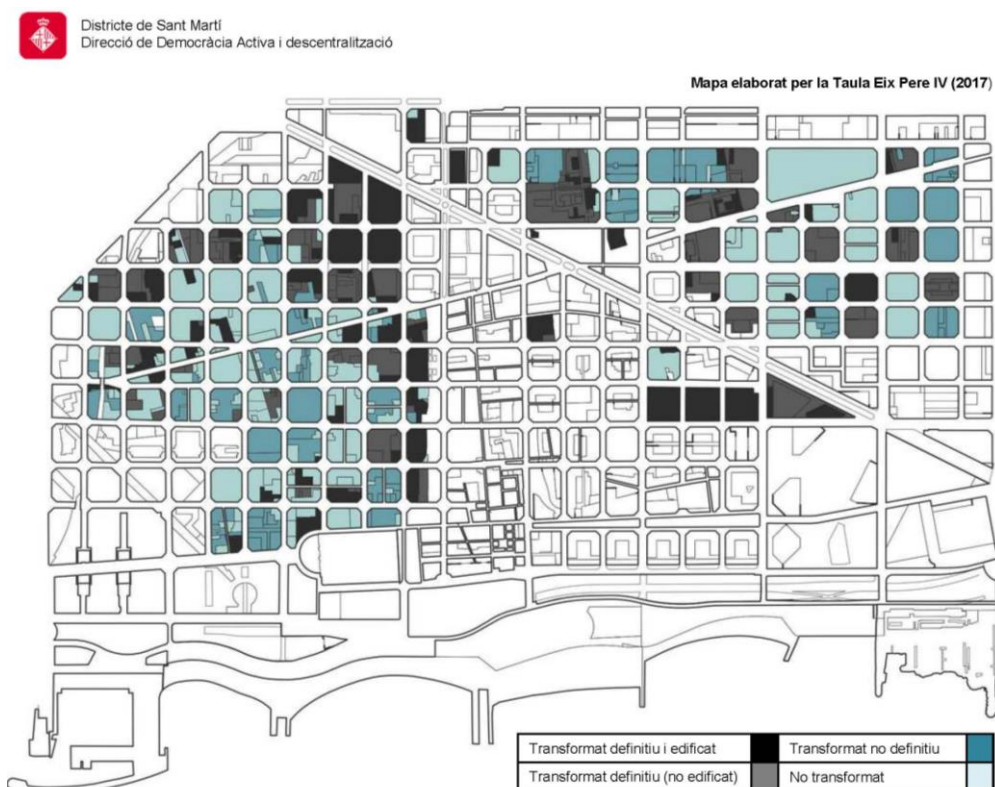 Districte de Sant Martí
Direcció de Democràcia Activa i descentralització
Mapa elaborat per la Taula Eix Pere IV (2017)
Transformat definitiu i edificat
Transformat no definitiu
Transformat definitiu (no edificat)
No transformat